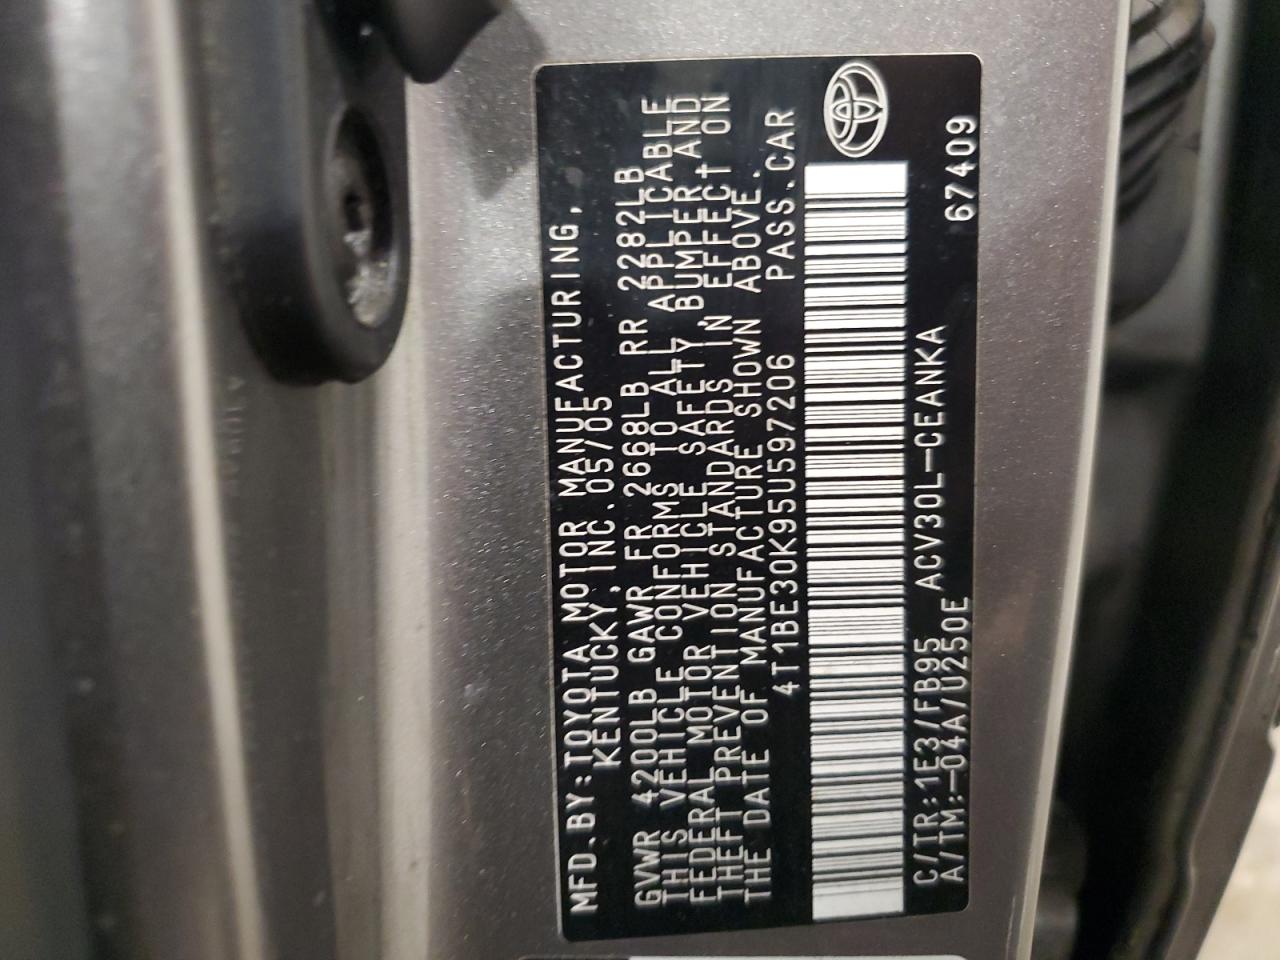 MFD.BY:TOYOTA MOTOR MANUFACTURING,
KENTUCKY, INC.05/05
GVWR 4200LB GAWR FR 2668LB RR 2282LB
THIS VEHICLE CONFORMS TO ALL APPLICABLE
FEDERAL MOTOR VEHICLE SAFETY, BUMPER AND
THEFT PREVENTION STANDARDS IN EFFECT ON
THE DATE OF MANUFACTURE SHOWN ABOVE.
4T1BE30K95U597206 PASS.CAR
C/TR:1E3/FB95 ACV30L-CEANKA
A/TM:-04A/U250E 67409